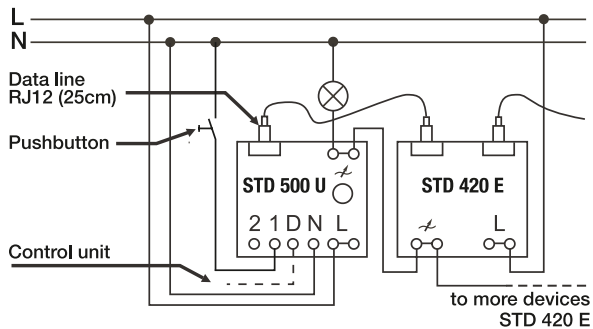 L
N
Data line
RJ12 (25cm)
Pushbutton
STD 500 U
STD 420 E
2 1 D N L
L
Control unit
to more devices
STD 420 E